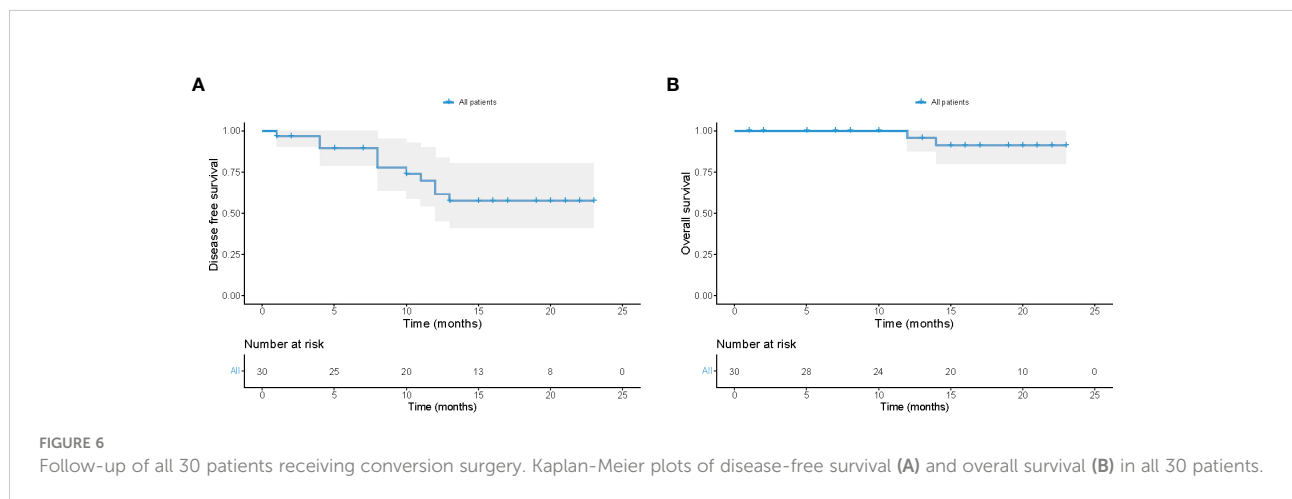 A
All patients
Disease free survival
1.00
0.75
0.50
0.25
0.00
0 5 10 15 20 25
Time (months)
Number at risk
All 30 25 20 13 8 0
0 5 10 15 20 25
Time (months)
B
All patients
Overall survival
1.00
0.75
0.50
0.25
0.00
0 5 10 15 20 25
Time (months)
Number at risk
All 30 28 24 20 10 0
0 5 10 15 20 25
Time (months)
FIGURE 6
Follow-up of all 30 patients receiving conversion surgery. Kaplan-Meier plots of disease-free survival (A) and overall survival (B) in all 30 patients.